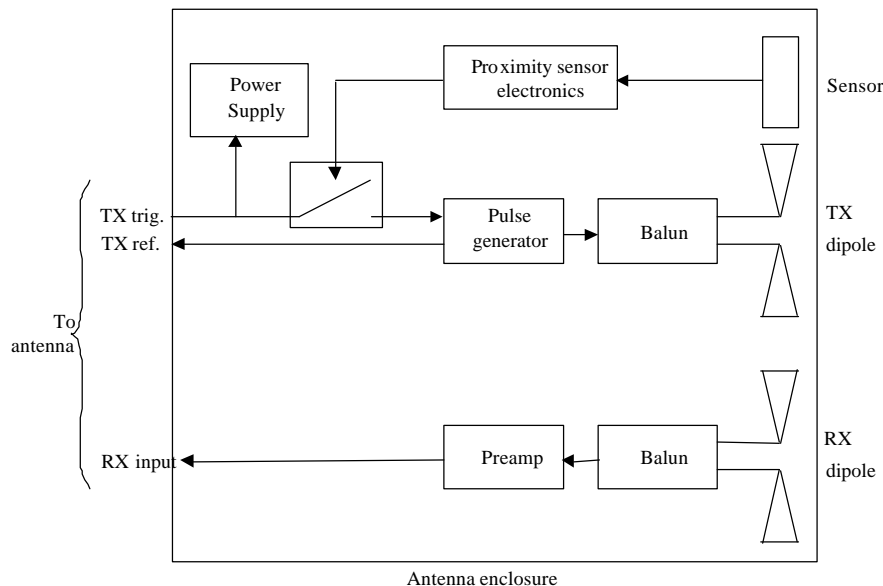 Power
Supply
Proximity sensor
electronics
Sensor
TX trig.
TX ref.
Pulse
generator
Balun
TX
dipole
To
antenna
RX input
Preamp
Balun
RX
dipole
Antenna enclosure